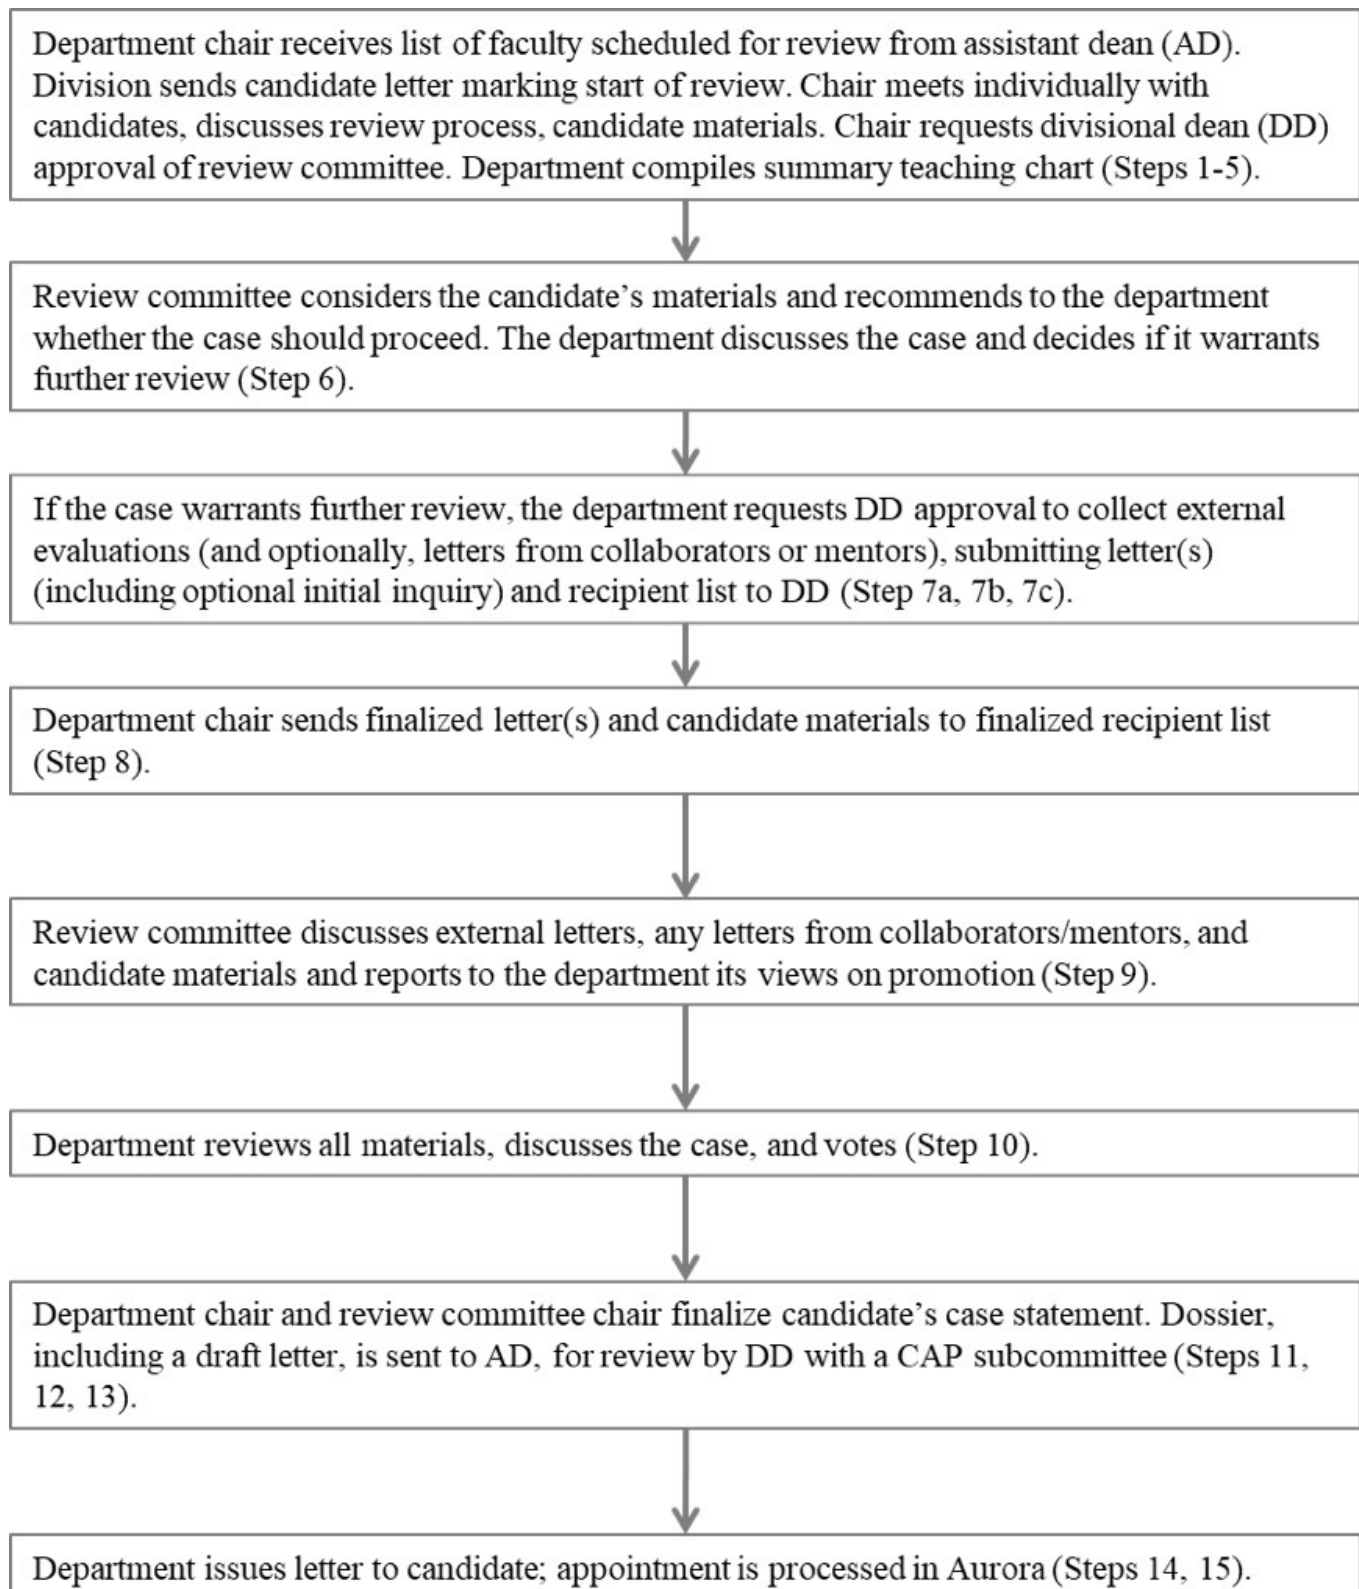 Department chair receives list of faculty scheduled for review from assistant dean (AD).
Division sends candidate letter marking start of review. Chair meets individually with
candidates, discusses review process, candidate materials. Chair requests divisional dean (DD)
approval of review committee. Department compiles summary teaching chart (Steps 1-5).
Review committee considers the candidate’s materials and recommends to the department
whether the case should proceed. The department discusses the case and decides if it warrants
further review (Step 6).
If the case warrants further review, the department requests DD approval to collect external
evaluations (and optionally, letters from collaborators or mentors), submitting letter(s)
(including optional initial inquiry) and recipient list to DD (Step 7a, 7b, 7c).
Department chair sends finalized letter(s) and candidate materials to finalized recipient list
(Step 8).
Review committee discusses external letters, any letters from collaborators/mentors, and
candidate materials and reports to the department its views on promotion (Step 9).
Department reviews all materials, discusses the case, and votes (Step 10).
Department chair and review committee chair finalize candidate’s case statement. Dossier,
including a draft letter, is sent to AD, for review by DD with a CAP subcommittee (Steps 11,
12, 13).
Department issues letter to candidate; appointment is processed in Aurora (Steps 14, 15).